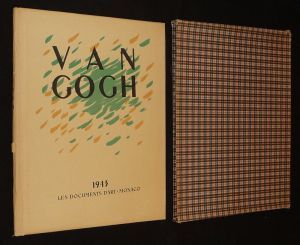 VAN
GOGH
1943
LES DOCUMENTS D'ART · MONACO